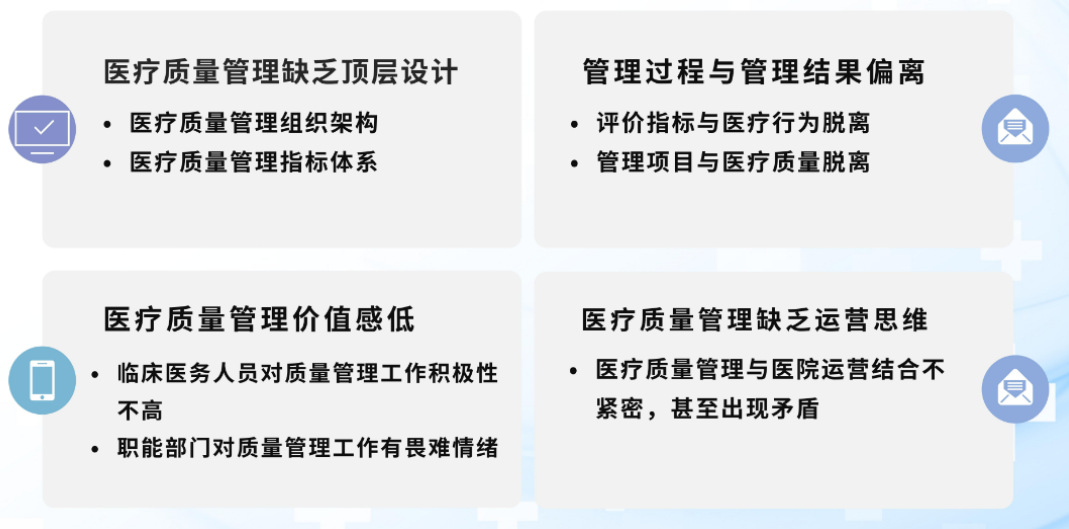 医疗质量管理缺乏顶层设计
• 医疗质量管理组织架构
• 医疗质量管理指标体系
管理过程与管理结果偏离
• 评价指标与医疗行为脱离
• 管理项目与医疗质量脱离
医疗质量管理价值感低
• 临床医务人员对质量管理工作积极性
不高
• 职能部门对质量管理工作有畏难情绪
医疗质量管理缺乏运营思维
• 医疗质量管理与医院运营结合不
紧密，甚至出现矛盾